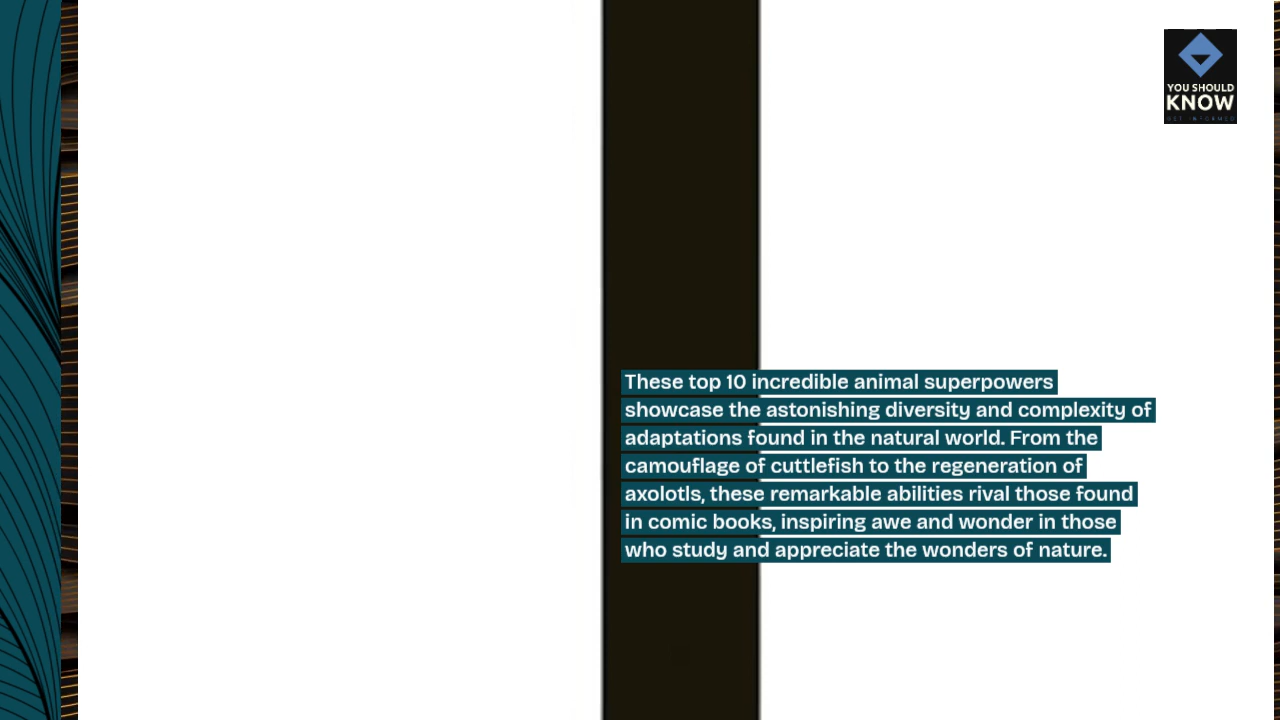 YOU SHOULD
KNOW
GET INFORMED
These top 10 incredible animal superpowers
showcase the astonishing diversity and complexity of
adaptations found in the natural world. From the
camouflage of cuttlefish to the regeneration of
axolotls, these remarkable abilities rival those found
in comic books, inspiring awe and wonder in those
who study and appreciate the wonders of nature.